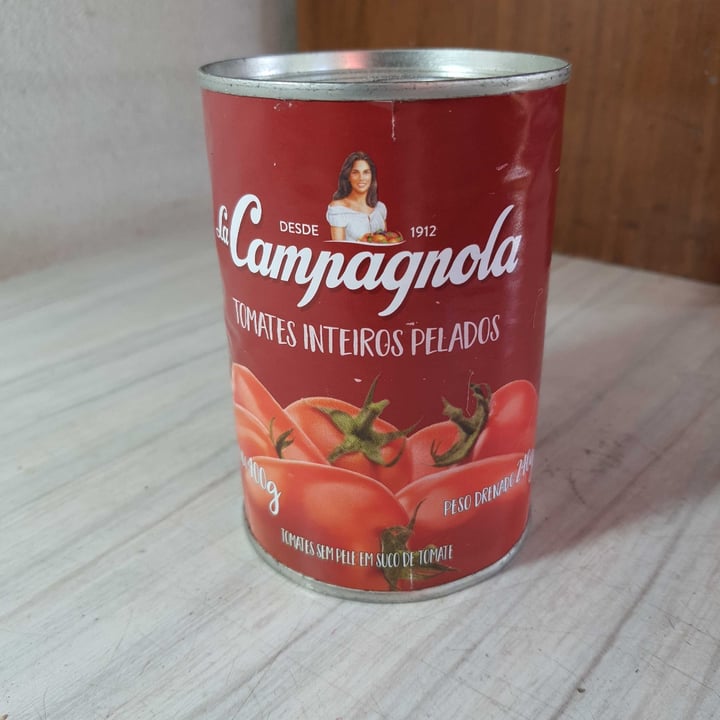 DESDE 1912
La Campagnola
TOMATES INTEIROS PELADOS
400g
PESO DRENADO 240g
TOMATES SEM PELE EM SUCO DE TOMATE